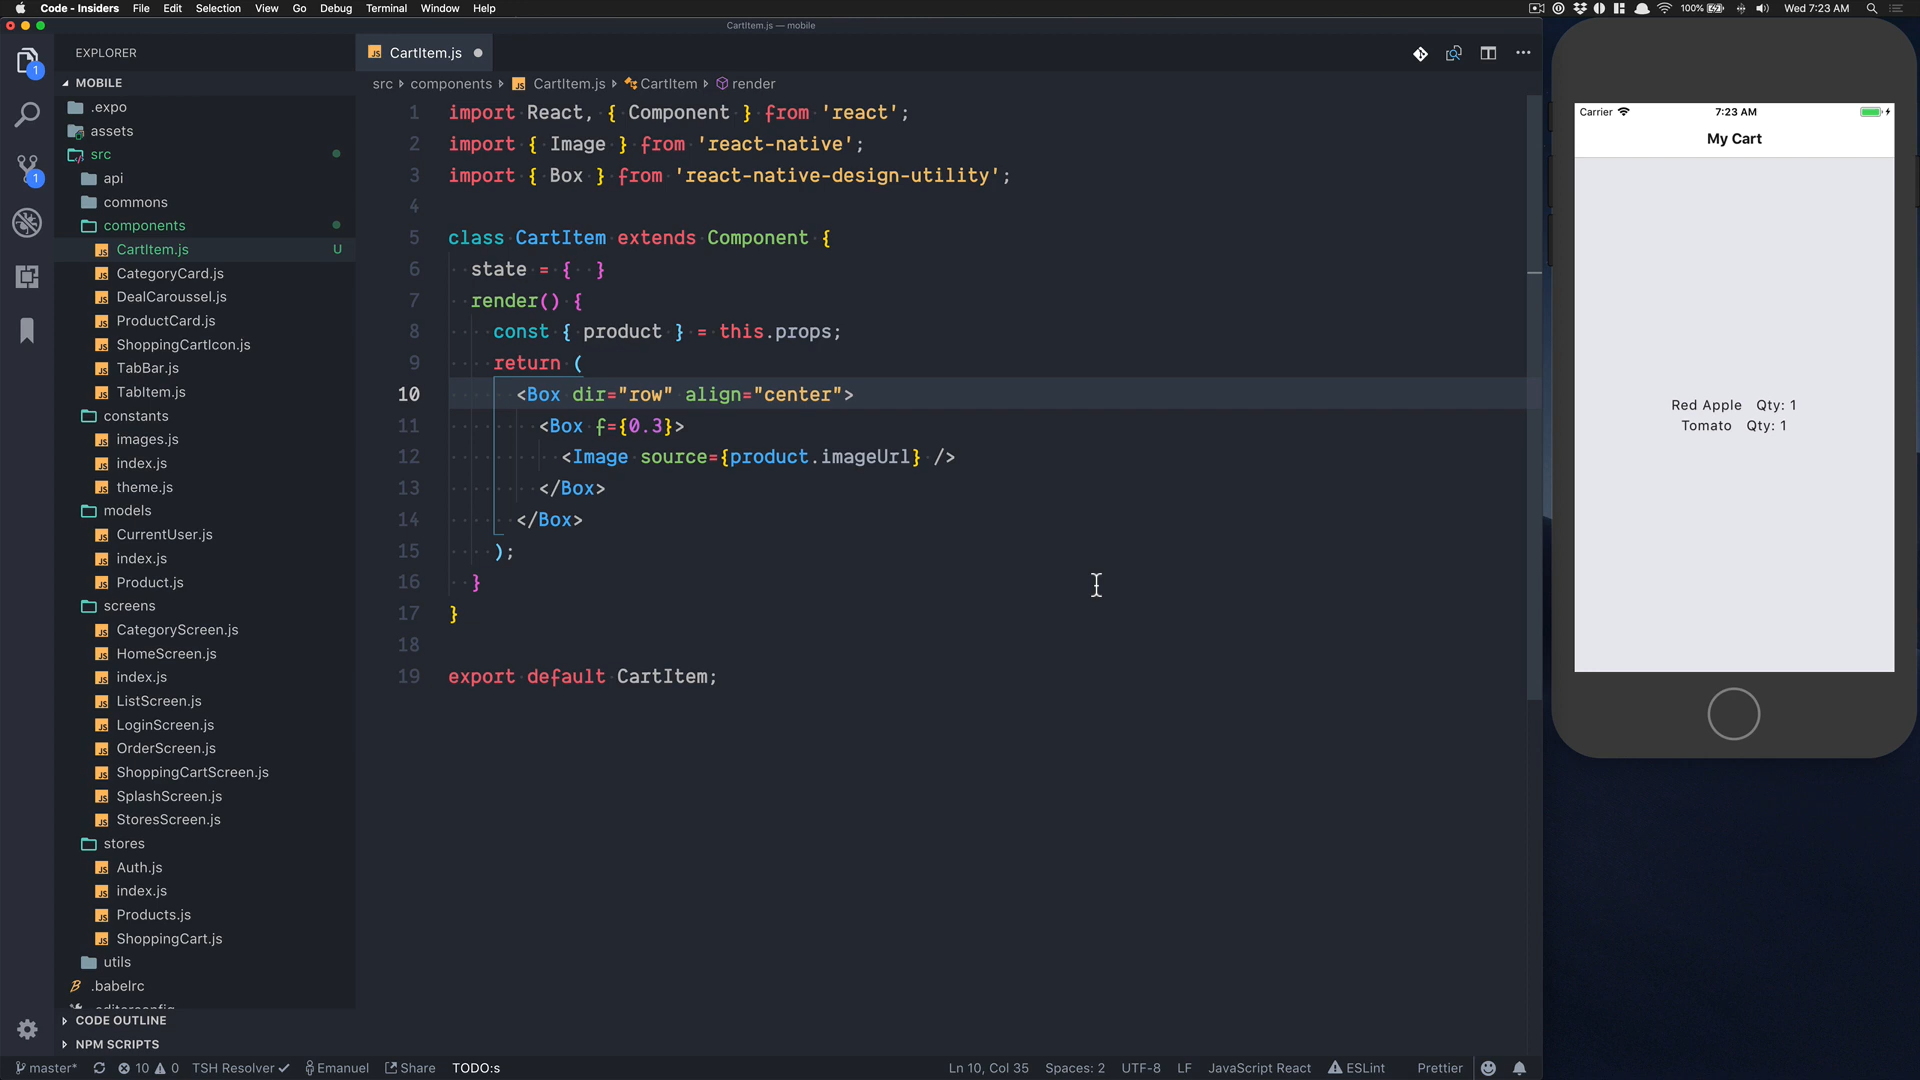 Code - Insiders File Edit Selection View Go Debug Terminal Window Help
100% Wed 7:23 AM
CartItem.js — mobile
EXPLORER
MOBILE
.expo
assets
src
api
commons
components
CartItem.js U
CategoryCard.js
DealCaroussel.js
ProductCard.js
ShoppingCartIcon.js
TabBar.js
TabItem.js
constants
images.js
index.js
theme.js
models
CurrentUser.js
index.js
Product.js
screens
CategoryScreen.js
HomeScreen.js
index.js
ListScreen.js
LoginScreen.js
OrderScreen.js
ShoppingCartScreen.js
SplashScreen.js
StoresScreen.js
stores
Auth.js
index.js
Products.js
ShoppingCart.js
utils
.babelrc
CODE OUTLINE
NPM SCRIPTS
1
1
JS CartItem.js
src components CartItem.js CartItem render
1 import React, { Component } from 'react';
2 import { Image } from 'react-native';
3 import { Box } from 'react-native-design-utility';
4
5 class CartItem extends Component {
6 state = { }
7 render() {
8 const { product } = this.props;
9 return (
10 <Box dir="row" align="center">
11 <Box f={0.3}>
12 <Image source={product.imageUrl} />
13 </Box>
14 </Box>
15 );
16 }
17 }
18
19 export default CartItem;
Carrier 7:23 AM
My Cart
Red Apple Qty: 1
Tomato Qty: 1
master* 10 0 TSH Resolver Emanuel Share TODO:s
Ln 10, Col 35 Spaces: 2 UTF-8 LF JavaScript React ESLint Prettier